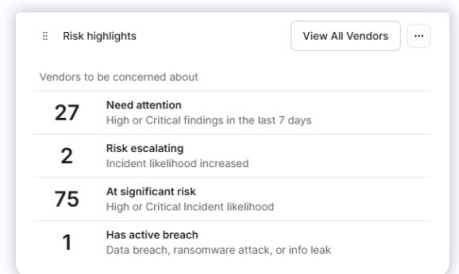 Risk highlights
View All Vendors
Vendors to be concerned about
27
Need attention
High or Critical findings in the last 7 days
2
Risk escalating
Incident likelihood increased
75
At significant risk
High or Critical Incident likelihood
1
Has active breach
Data breach, ransomware attack, or info leak